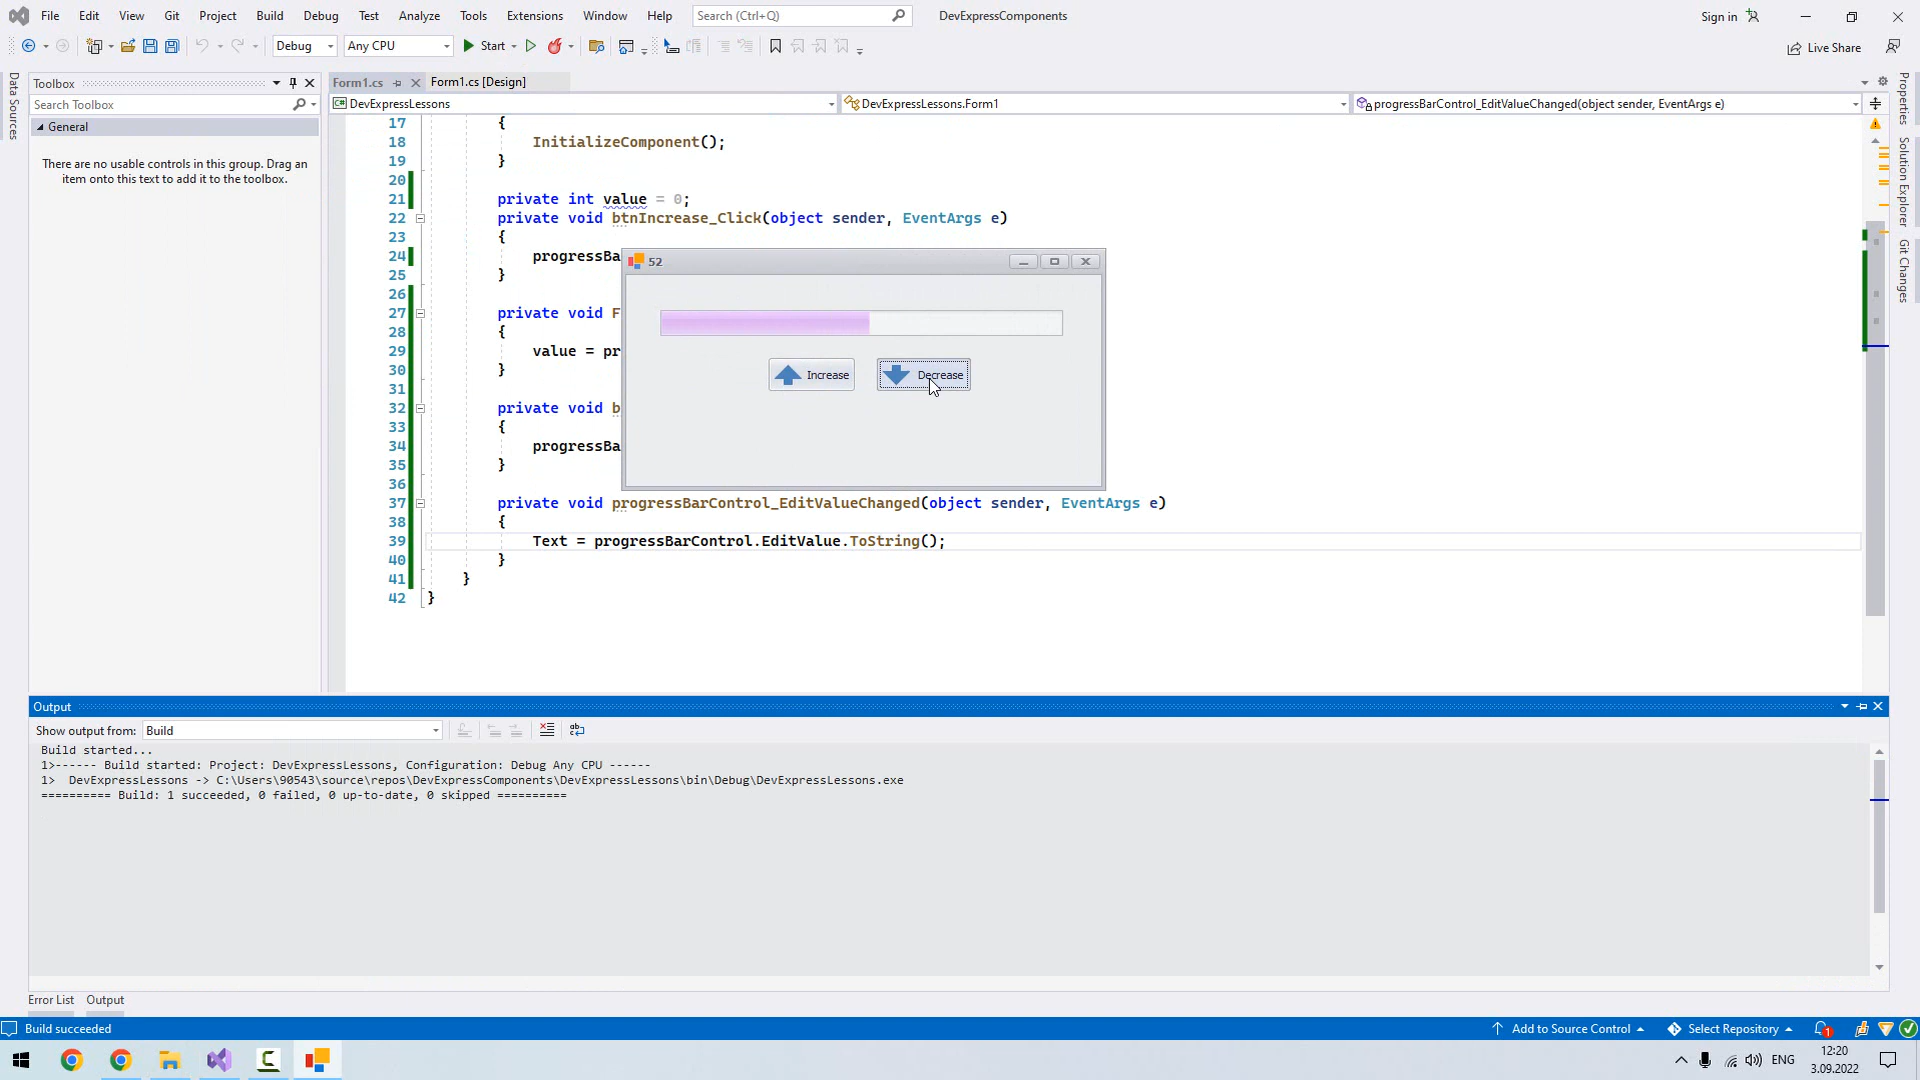 File Edit View Git Project Build Debug Test Analyze Tools Extensions Window Help Search (Ctrl+Q) DevExpressComponents Sign in
Debug Any CPU Start Live Share
Data Sources
Toolbox
Search Toolbox
General
There are no usable controls in this group. Drag an
item onto this text to add it to the toolbox.
Form1.cs Form1.cs [Design]
DevExpressLessons DevExpressLessons.Form1 progressBarControl_EditValueChanged(object sender, EventArgs e)
17 {
18 InitializeComponent();
19 }
20
21 private int value = 0;
22 private void btnIncrease_Click(object sender, EventArgs e)
23 {
24 progressBa
25 }
26
27 private void F
28 {
29 value = pr
30 }
31
32 private void b
33 {
34 progressBa
35 }
36
37 private void progressBarControl_EditValueChanged(object sender, EventArgs e)
38 {
39 Text = progressBarControl.EditValue.ToString();
40 }
41 }
42 }
52
Increase Decrease
Properties
Solution Explorer
Git Changes
Output
Show output from: Build
Build started...
1>------ Build started: Project: DevExpressLessons, Configuration: Debug Any CPU ------
1>  DevExpressLessons -> C:\Users\90543\source\repos\DevExpressComponents\DevExpressLessons\bin\Debug\DevExpressLessons.exe
========== Build: 1 succeeded, 0 failed, 0 up-to-date, 0 skipped ==========
Error List Output
Build succeeded Add to Source Control Select Repository 1
ENG 12:20
3.09.2022